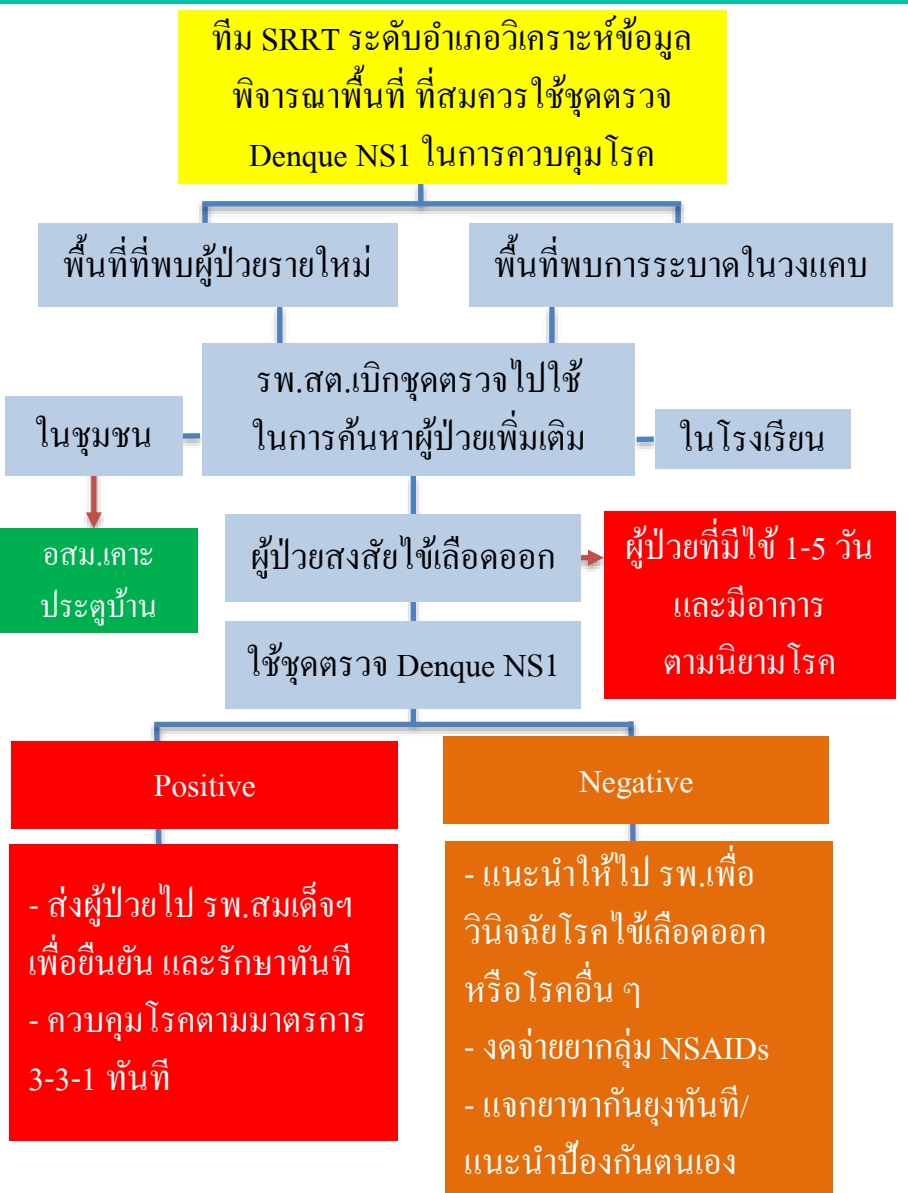 ทีม SRRT ระดับอำเภอวิเคราะห์ข้อมูล
พิจารณาพื้นที่ ที่สมควรใช้ชุดตรวจ
Denque NS1 ในการควบคุมโรค
พื้นที่ที่พบผู้ป่วยรายใหม่
พื้นที่พบการระบาดในวงแคบ
รพ.สต.เบิกชุดตรวจไปใช้
ในการค้นหาผู้ป่วยเพิ่มเติม
ในชุมชน
ในโรงเรียน
อสม.เคาะ
ประตูบ้าน
ผู้ป่วยสงสัยไข้เลือดออก
ผู้ป่วยที่มีไข้ 1-5 วัน
และมีอาการ
ตามนิยามโรค
ใช้ชุดตรวจ Denque NS1
Positive
Negative
- ส่งผู้ป่วยไป รพ.สมเด็จฯ
เพื่อยืนยัน และรักษาทันที
- ควบคุมโรคตามมาตรการ
3-3-1 ทันที
- แนะนำให้ไป รพ.เพื่อ
วินิจฉัยโรคไข้เลือดออก
หรือโรคอื่น ๆ
- งดจ่ายยากลุ่ม NSAIDs
- แจกยาทากันยุงทันที/
แนะนำป้องกันตนเอง